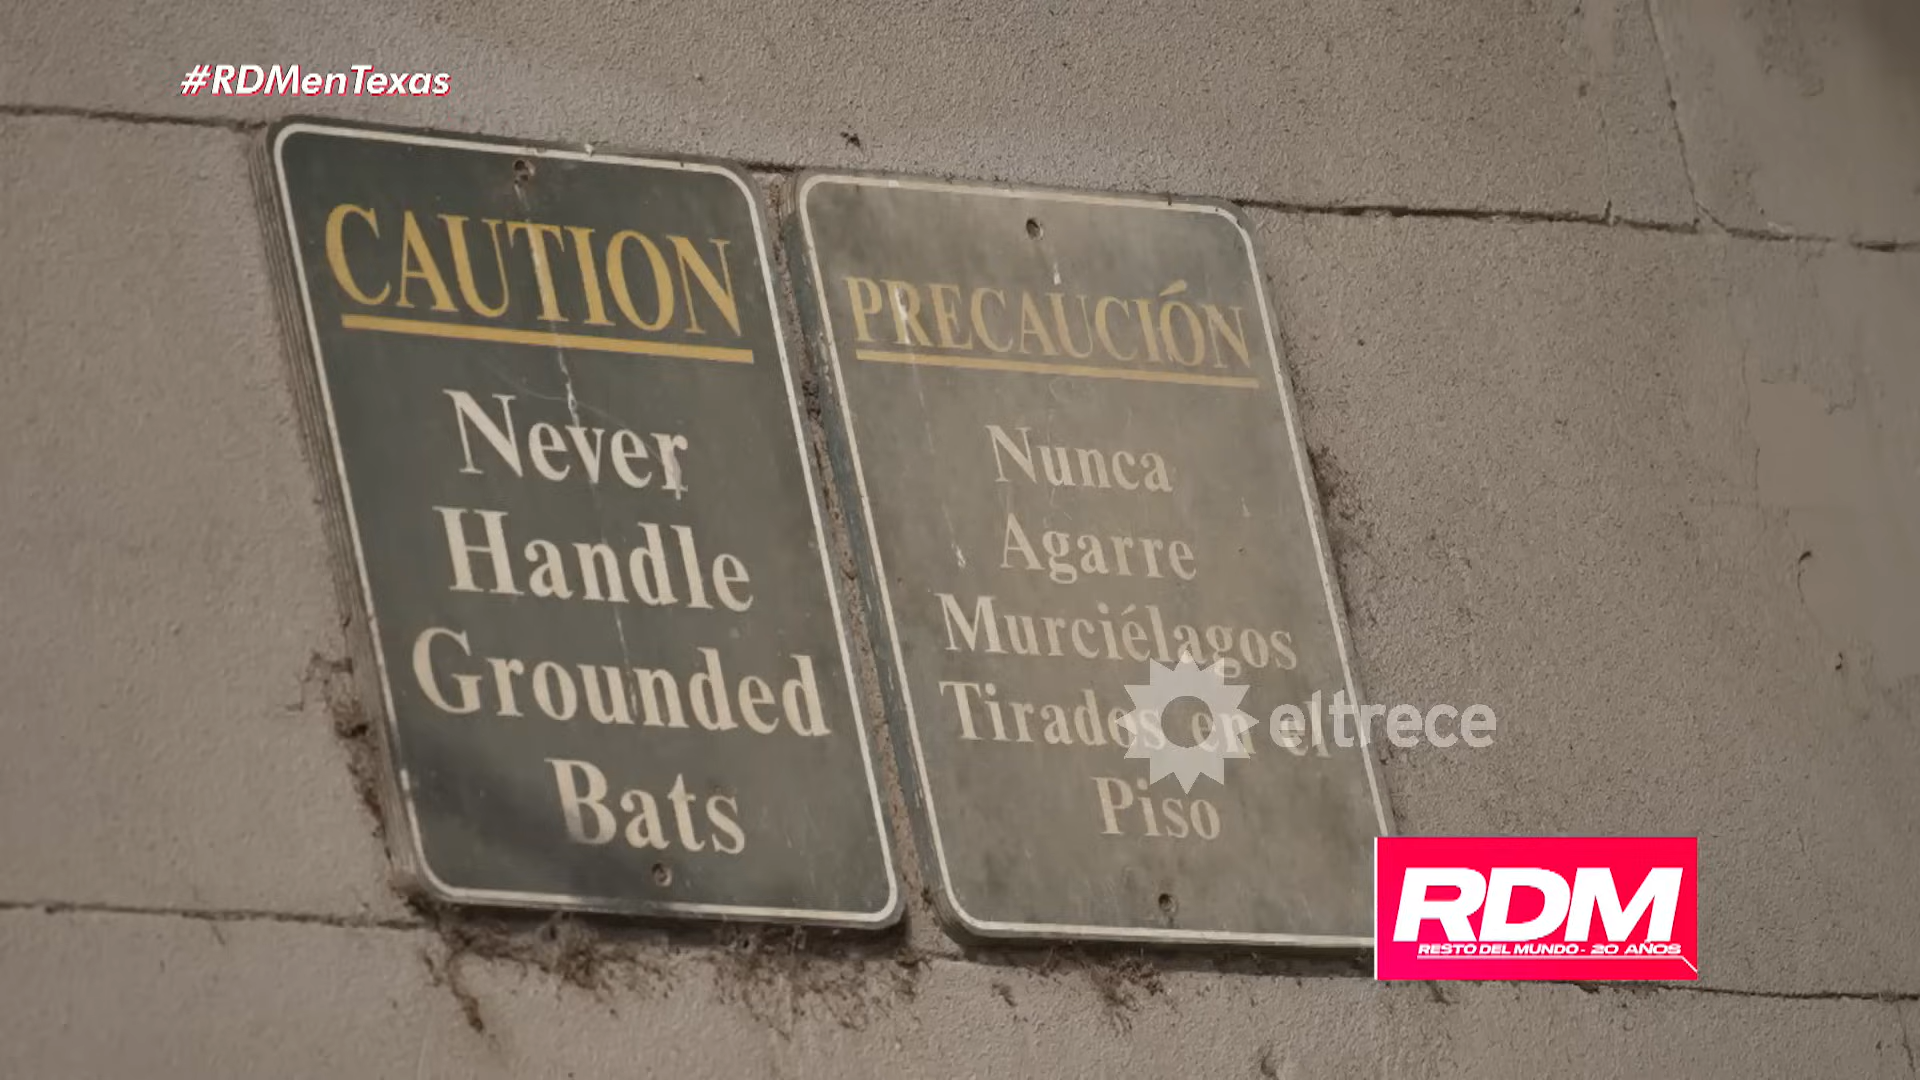 #RDMenTexas
CAUTION
Never
Handle
Grounded
Bats
PRECAUCIÓN
Nunca
Agarre
Murciélagos
Tirados en el
Piso
eltrece
RDM
RESTO DEL MUNDO - 20 AÑOS